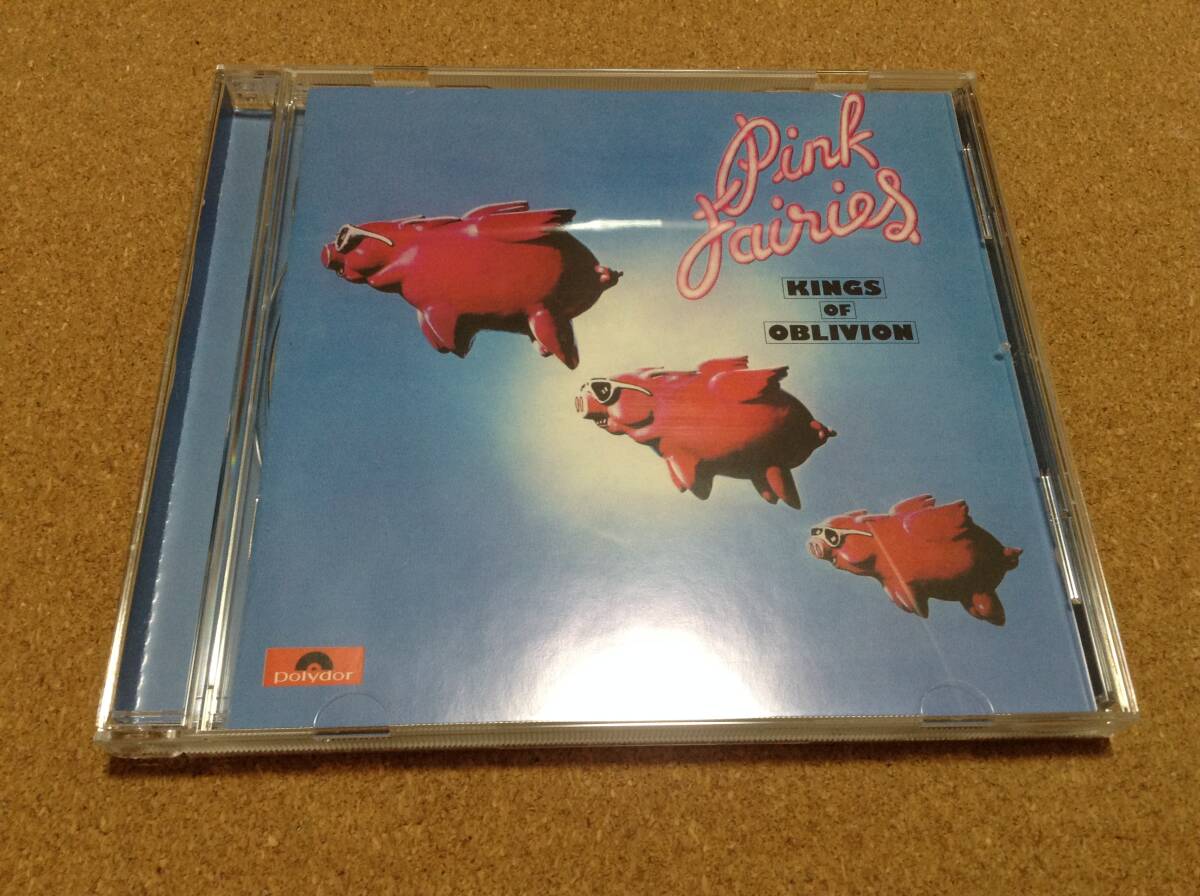 Pink
Fairies
KINGS
OF
OBLIVION
polydor